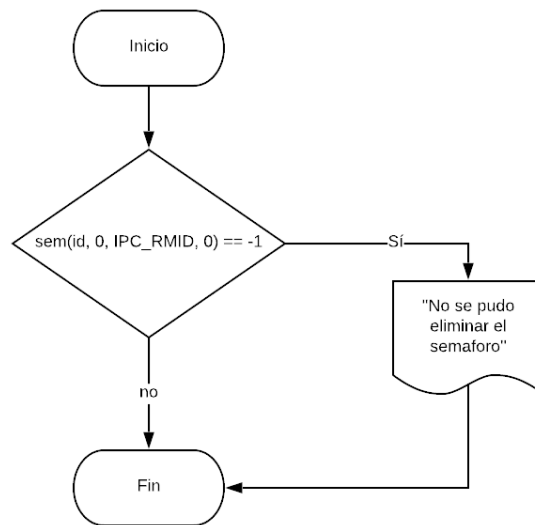 Inicio
sem(id, 0, IPC_RMID, 0) == -1
Sí
"No se pudo
eliminar el
semaforo"
no
Fin